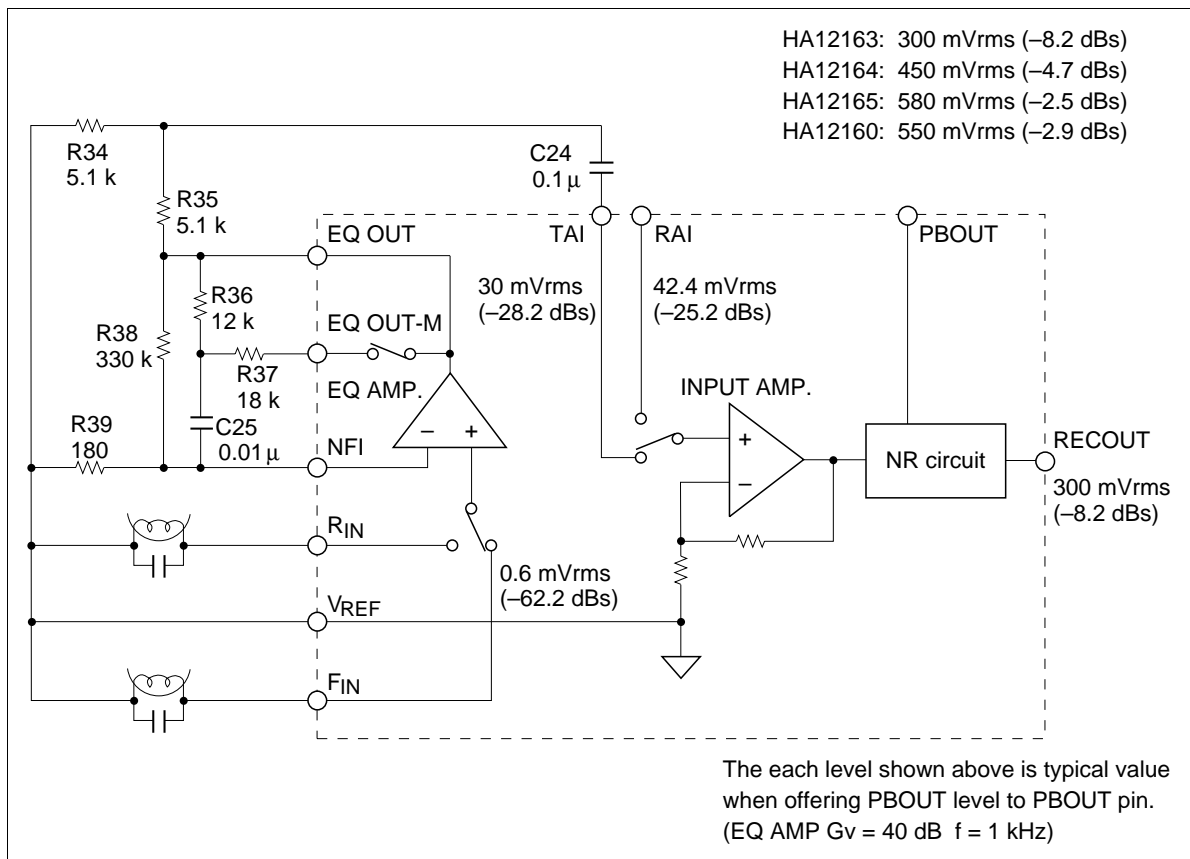 HA12163: 300 mVrms (–8.2 dBs)
HA12164: 450 mVrms (–4.7 dBs)
HA12165: 580 mVrms (–2.5 dBs)
HA12160: 550 mVrms (–2.9 dBs)
R34
5.1 k
C24
0.1 μ
R35
5.1 k
EQ OUT
TAI
RAI
PBOUT
30 mVrms
(–28.2 dBs)
42.4 mVrms
(–25.2 dBs)
R36
12 k
EQ OUT-M
R38
330 k
R37
18 k
EQ AMP.
INPUT AMP.
R39
180
C25
0.01 μ
NFI
– +
+
–
NR circuit
RECOUT
300 mVrms
(–8.2 dBs)
RIN
0.6 mVrms
(–62.2 dBs)
VREF
FIN
The each level shown above is typical value
when offering PBOUT level to PBOUT pin.
(EQ AMP Gv = 40 dB f = 1 kHz)